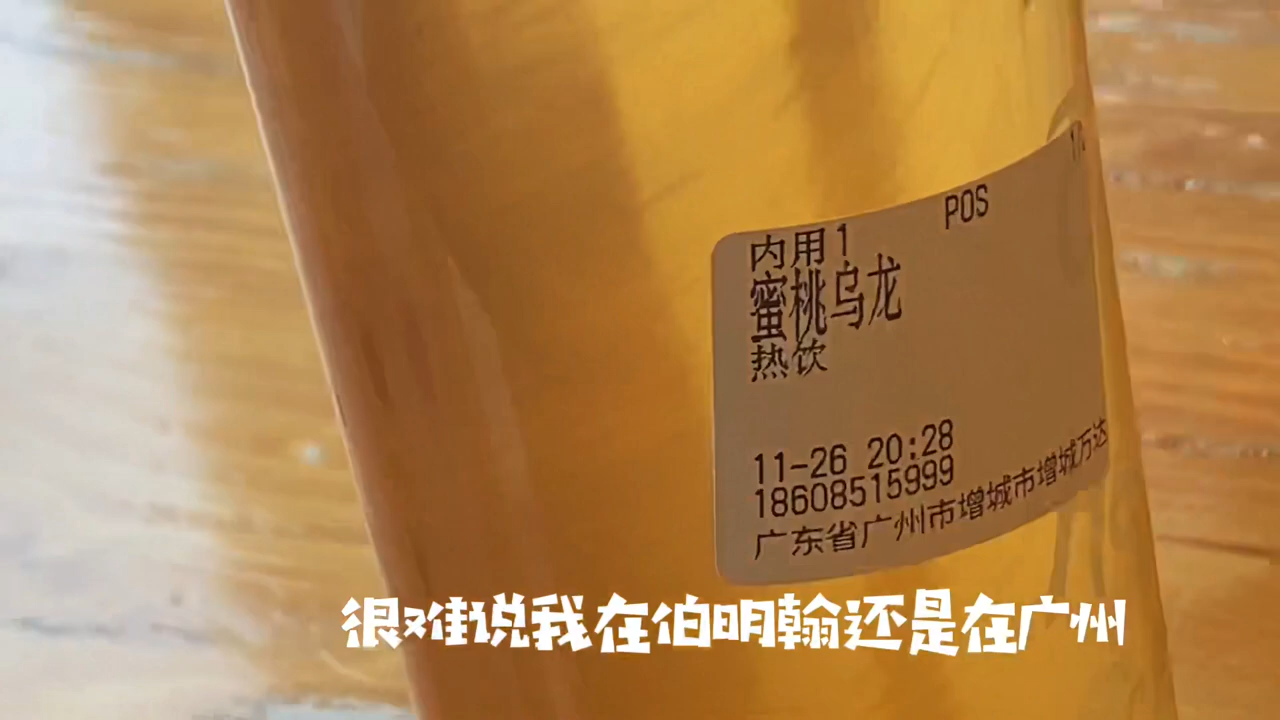 POS
内用1
蜜桃乌龙
热饮
11-26 20:28
18608515999
广东省广州市增城市增城万达
很难说我在伯明翰还是在广州